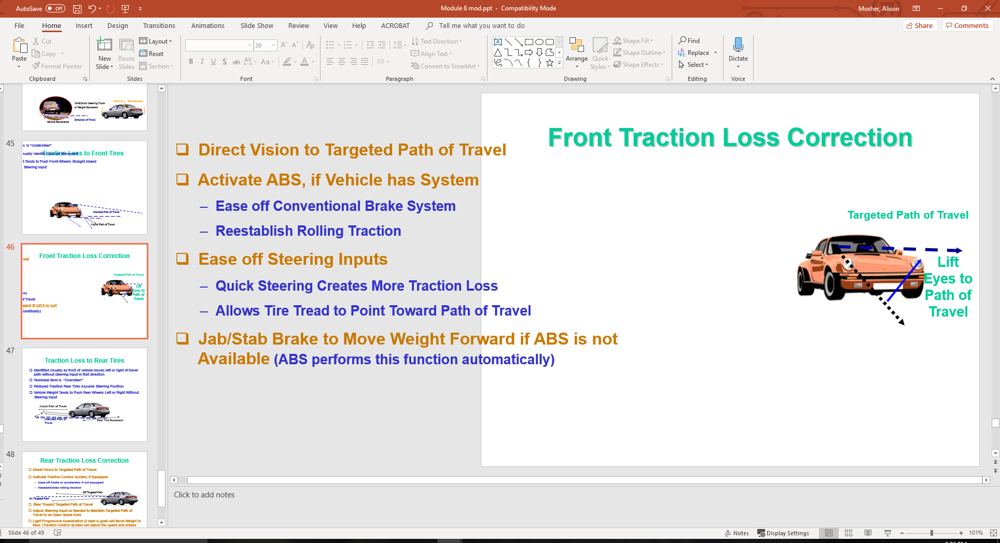 AutoSave Off
Module 8 mod.ppt - Compatibility Mode
Mosher, Alison
File Home Insert Design Transitions Animations Slide Show Review View Help ACROBAT Tell me what you want to do
Share Comments
Paste
Cut
Copy
Format Painter
Clipboard
New Slide
Reuse Slides
Layout
Reset
Section
Slides
36
B I U S ab AV Aa A
Font
Text Direction
Align Text
Convert to SmartArt
Paragraph
Arrange
Quick Styles
Shape Fill
Shape Outline
Shape Effects
Drawing
Find
Replace
Select
Editing
Dictate
Voice
Hard/Quick Steering Force
or Weight Movement
Vehicle Movements
Direction of Travel
Vehicle Movements
45
n is “Understeer”
Traction Loss to Front Tires
t Tends to Push Front Wheels Straight Ahead
Steering Input
Intended Path of Travel
Actual Path of Travel
46
Front Traction Loss Correction
vel
Targeted Path of Travel
Lift
Eyes to
Path of
Travel
ss
f Travel
ward if ABS is not
omatically)
47
Traction Loss to Rear Tires
❑ Identified visually as front of vehicle moves left or right of travel
path without steering input in that direction
❑ Technical term is “Oversteer”
❑ Reduced Traction Rear Tires Assume Steering Position
❑ Vehicle Weight Tends to Push Rear Wheels Left or Right Without
Steering Input
Actual Path of Travel
Intended Path of
Travel
Rear Tire Movement
48
Rear Traction Loss Correction
❑ Direct Vision to Targeted Path of Travel
❑ Activate Traction Control System, if Equipped:
– Ease off brake or accelerator if not equipped
– Reestablishes rolling traction
Off Targeted Path
On Targeted Path
❑ Steer Toward Targeted Path of Travel
❑ Adjust Steering Input as Needed to Maintain Targeted Path of
Travel to an Open Space Area
❑ Light Progressive Acceleration (2 mph is goal) will Move Weight to
Rear. (Traction Control System will adjust the speed and brakes
Front Traction Loss Correction
❑ Direct Vision to Targeted Path of Travel
❑ Activate ABS, if Vehicle has System
– Ease off Conventional Brake System
– Reestablish Rolling Traction
❑ Ease off Steering Inputs
– Quick Steering Creates More Traction Loss
– Allows Tire Tread to Point Toward Path of Travel
❑ Jab/Stab Brake to Move Weight Forward if ABS is not
Available (ABS performs this function automatically)
Targeted Path of Travel
Lift
Eyes to
Path of
Travel
Click to add notes
Slide 46 of 49
Notes Display Settings 101%